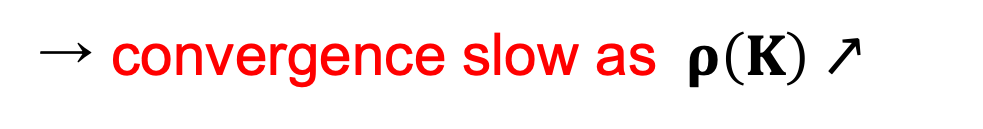 → convergence slow as ρ(K) ↗